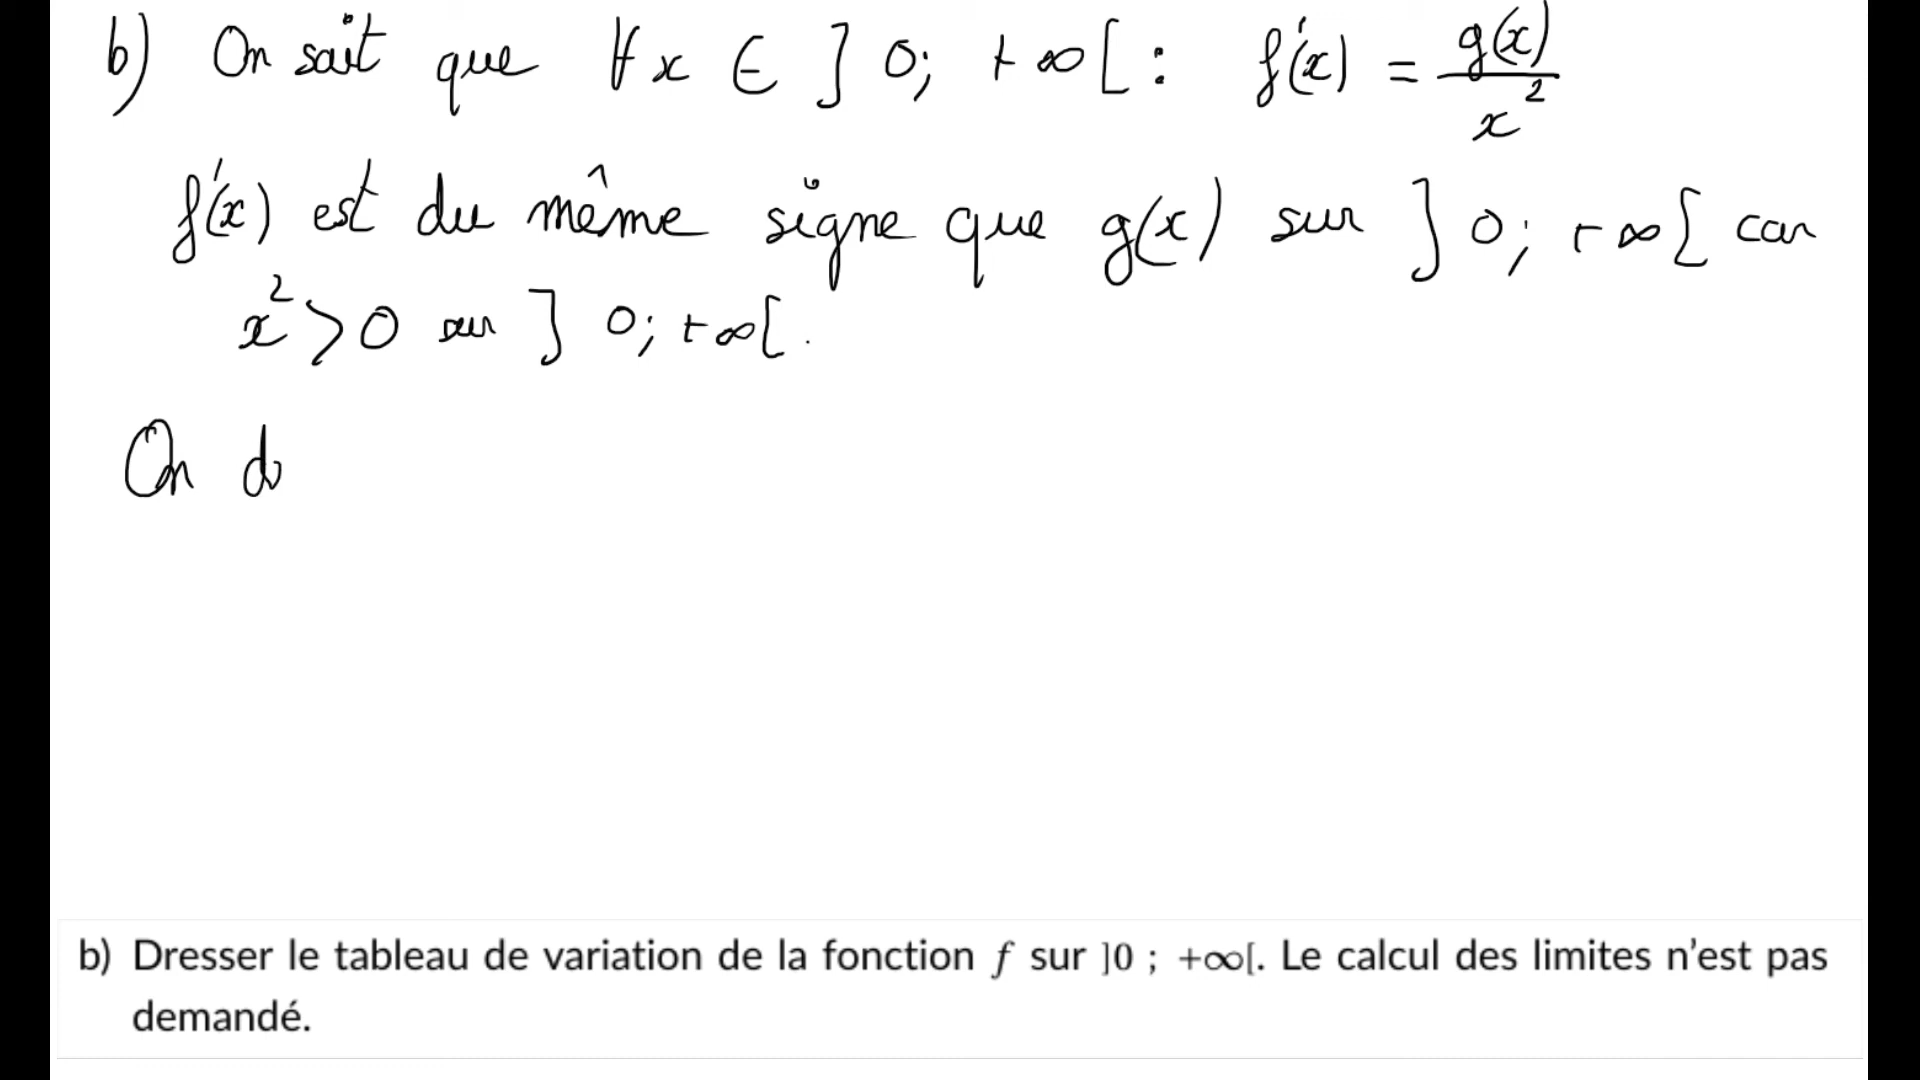 b) On sait que ∀x ∈ ]0; +∞[ : f'(x) = g(x)/x²
f'(x) est du même signe que g(x) sur ]0; +∞[ car
x² > 0 sur ]0; +∞[.
On do
b) Dresser le tableau de variation de la fonction f sur ]0 ; +∞[. Le calcul des limites n'est pas
demandé.